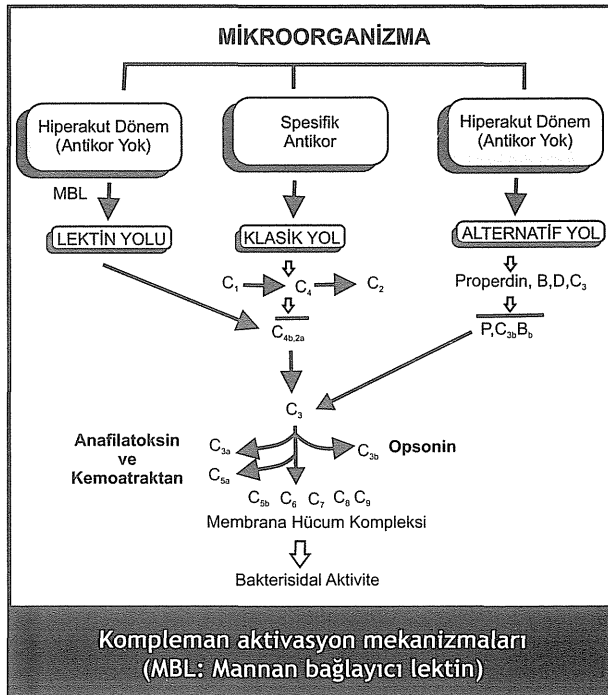 MİKROORGANİZMA
Hiperakut Dönem
(Antikor Yok)
Spesifik
Antikor
Hiperakut Dönem
(Antikor Yok)
MBL
LEKTİN YOLU
KLASİK YOL
ALTERNATİF YOL
C1 C4 C2
Properdin, B,D,C3
C4b,2a
P,C3bBb
C3
Anafilatoksin
ve
Kemoatraktan
C3a
C5a
C3b Opsonin
C5b C6 C7 C8 C9
Membrana Hücum Kompleksi
Bakterisidal Aktivite
Kompleman aktivasyon mekanizmaları
(MBL: Mannan bağlayıcı lektin)